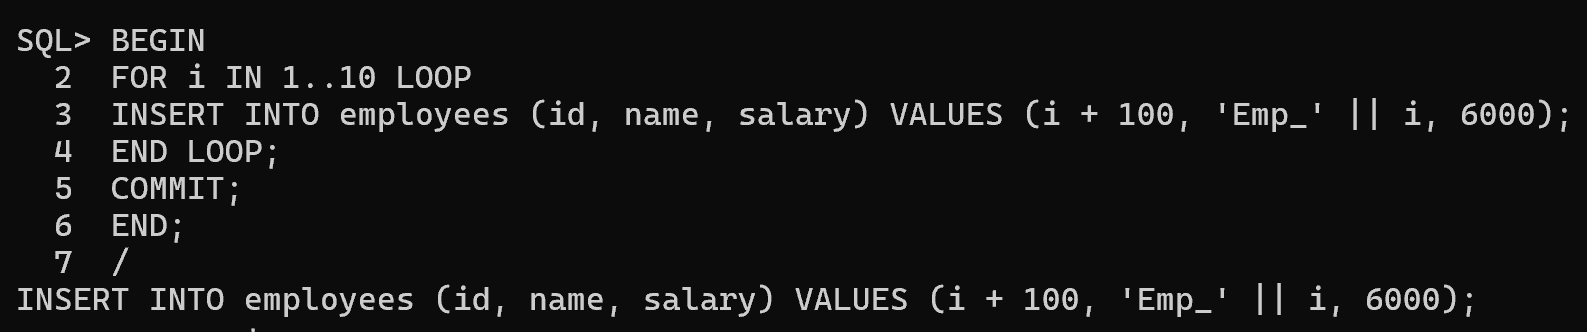 SQL> BEGIN
  2  FOR i IN 1..10 LOOP
  3  INSERT INTO employees (id, name, salary) VALUES (i + 100, 'Emp_' || i, 6000);
  4  END LOOP;
  5  COMMIT;
  6  END;
  7  /
INSERT INTO employees (id, name, salary) VALUES (i + 100, 'Emp_' || i, 6000);